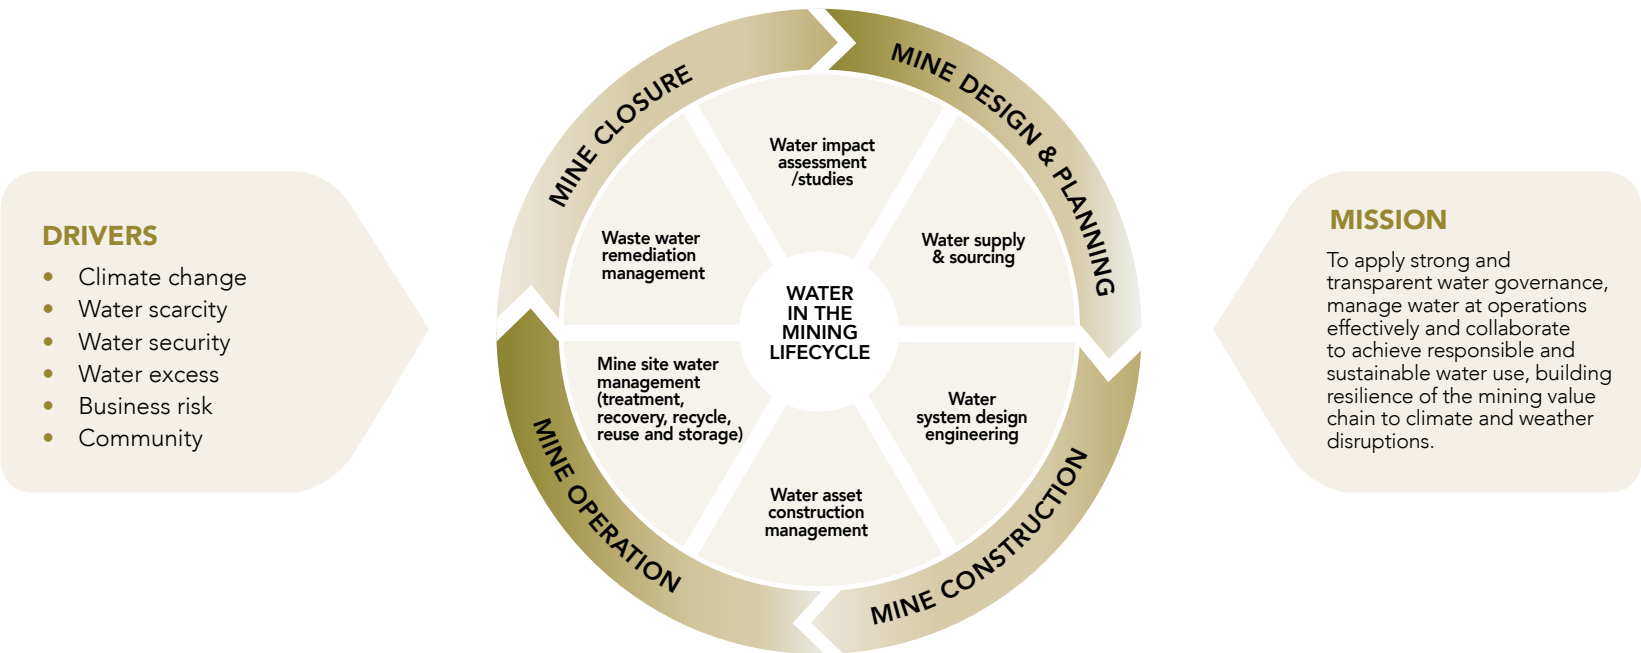 DRIVERS
• Climate change
• Water scarcity
• Water security
• Water excess
• Business risk
• Community
MINE CLOSURE
MINE DESIGN & PLANNING
MINE CONSTRUCTION
MINE OPERATION
Water impact
assessment
/studies
Water supply
& sourcing
Water
system design
engineering
Water asset
construction
management
Mine site water
management
(treatment,
recovery, recycle,
reuse and storage)
Waste water
remediation
management
WATER
IN THE
MINING
LIFECYCLE
MISSION
To apply strong and
transparent water governance,
manage water at operations
effectively and collaborate
to achieve responsible and
sustainable water use, building
resilience of the mining value
chain to climate and weather
disruptions.